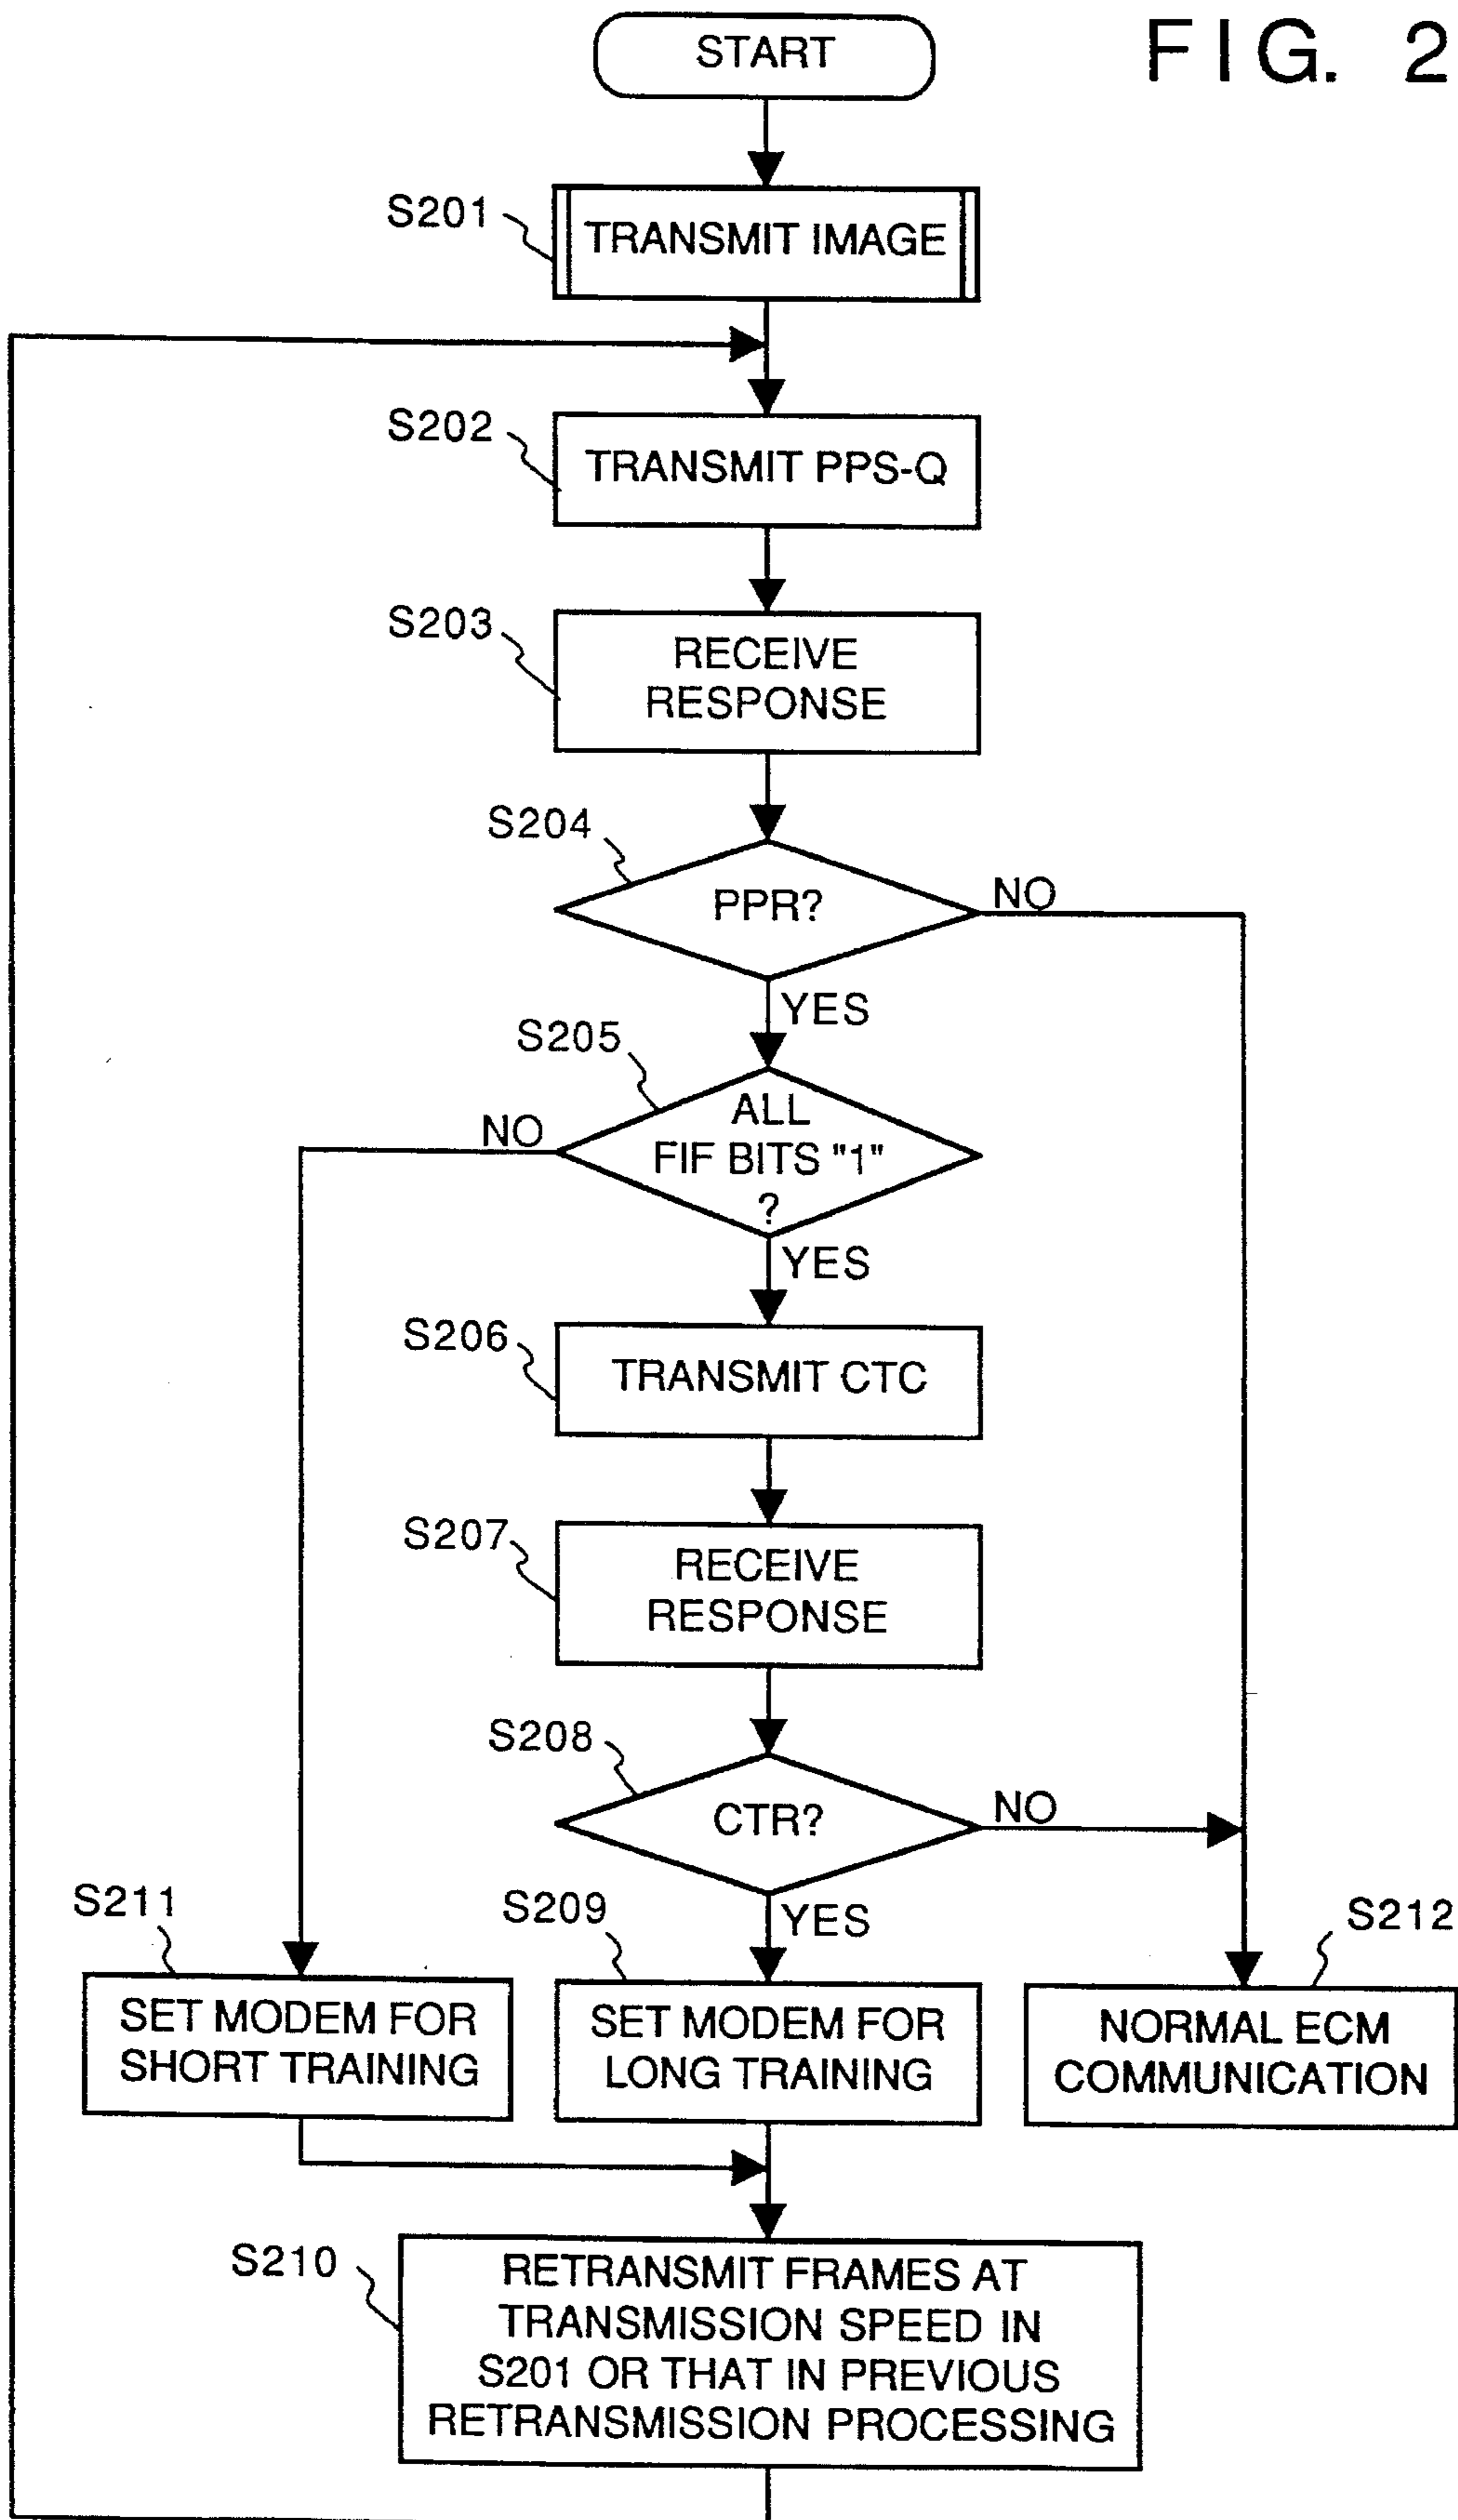 START
FIG. 2
S201
TRANSMIT IMAGE
S202
TRANSMIT PPS-Q
S203
RECEIVE
RESPONSE
S204
PPR?
NO
YES
S205
NO
ALL
FIF BITS "1"
?
YES
S206
TRANSMIT CTC
S207
RECEIVE
RESPONSE
S208
CTR?
NO
YES
S211
SET MODEM FOR
SHORT TRAINING
S209
SET MODEM FOR
LONG TRAINING
S212
NORMAL ECM
COMMUNICATION
S210
RETRANSMIT FRAMES AT
TRANSMISSION SPEED IN
S201 OR THAT IN PREVIOUS
RETRANSMISSION PROCESSING